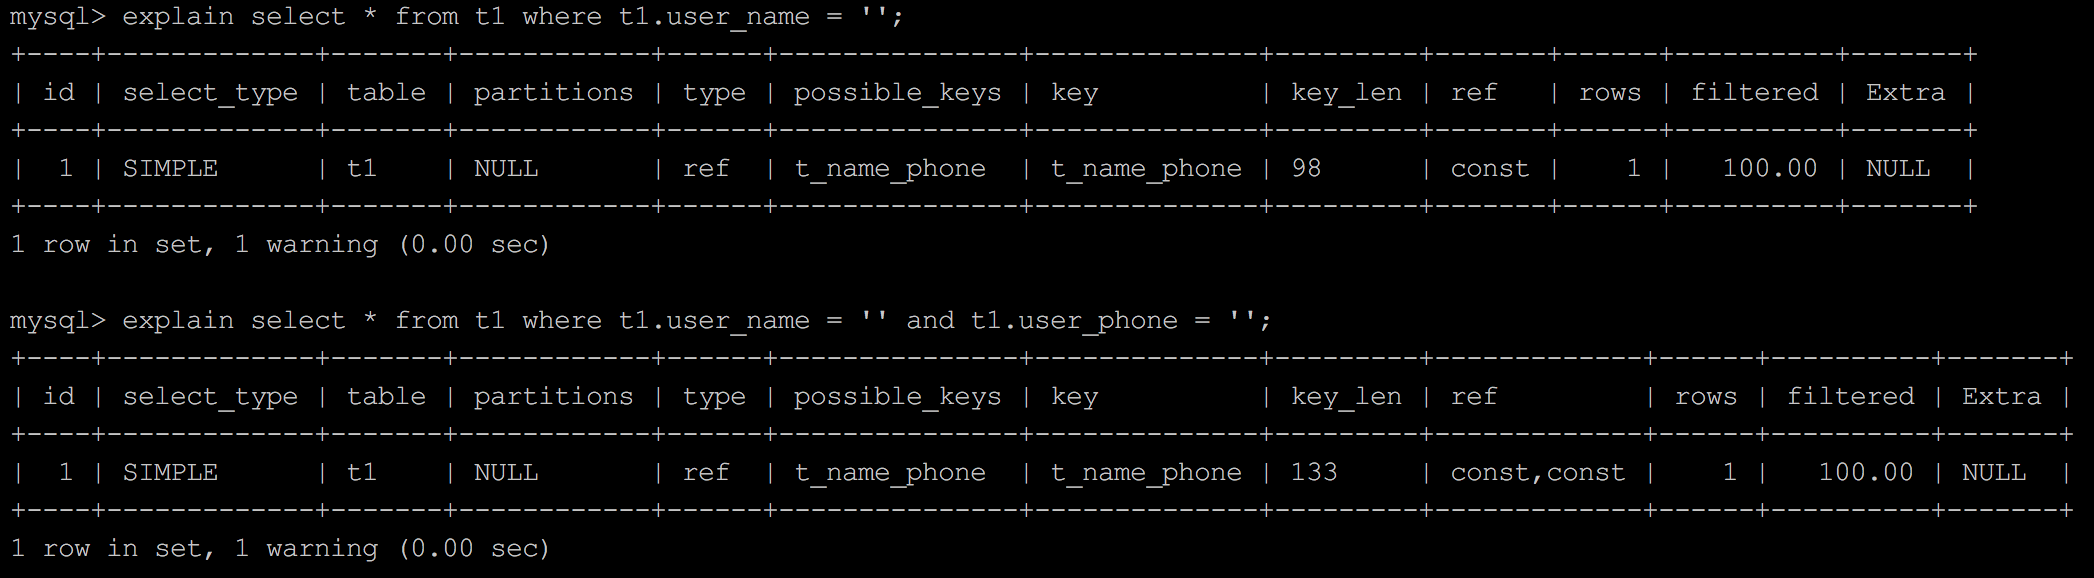 mysql> explain select * from t1 where t1.user_name = '';
+----+-------------+-------+------------+------+---------------+--------------+---------+-------+------+----------+-------+
| id | select_type | table | partitions | type | possible_keys | key          | key_len | ref   | rows | filtered | Extra |
+----+-------------+-------+------------+------+---------------+--------------+---------+-------+------+----------+-------+
|  1 | SIMPLE      | t1    | NULL       | ref  | t_name_phone  | t_name_phone | 98      | const |    1 |   100.00 | NULL  |
+----+-------------+-------+------------+------+---------------+--------------+---------+-------+------+----------+-------+
1 row in set, 1 warning (0.00 sec)

mysql> explain select * from t1 where t1.user_name = '' and t1.user_phone = '';
+----+-------------+-------+------------+------+---------------+--------------+---------+-------------+------+----------+-------+
| id | select_type | table | partitions | type | possible_keys | key          | key_len | ref         | rows | filtered | Extra |
+----+-------------+-------+------------+------+---------------+--------------+---------+-------------+------+----------+-------+
|  1 | SIMPLE      | t1    | NULL       | ref  | t_name_phone  | t_name_phone | 133     | const,const |    1 |   100.00 | NULL  |
+----+-------------+-------+------------+------+---------------+--------------+---------+-------------+------+----------+-------+
1 row in set, 1 warning (0.00 sec)